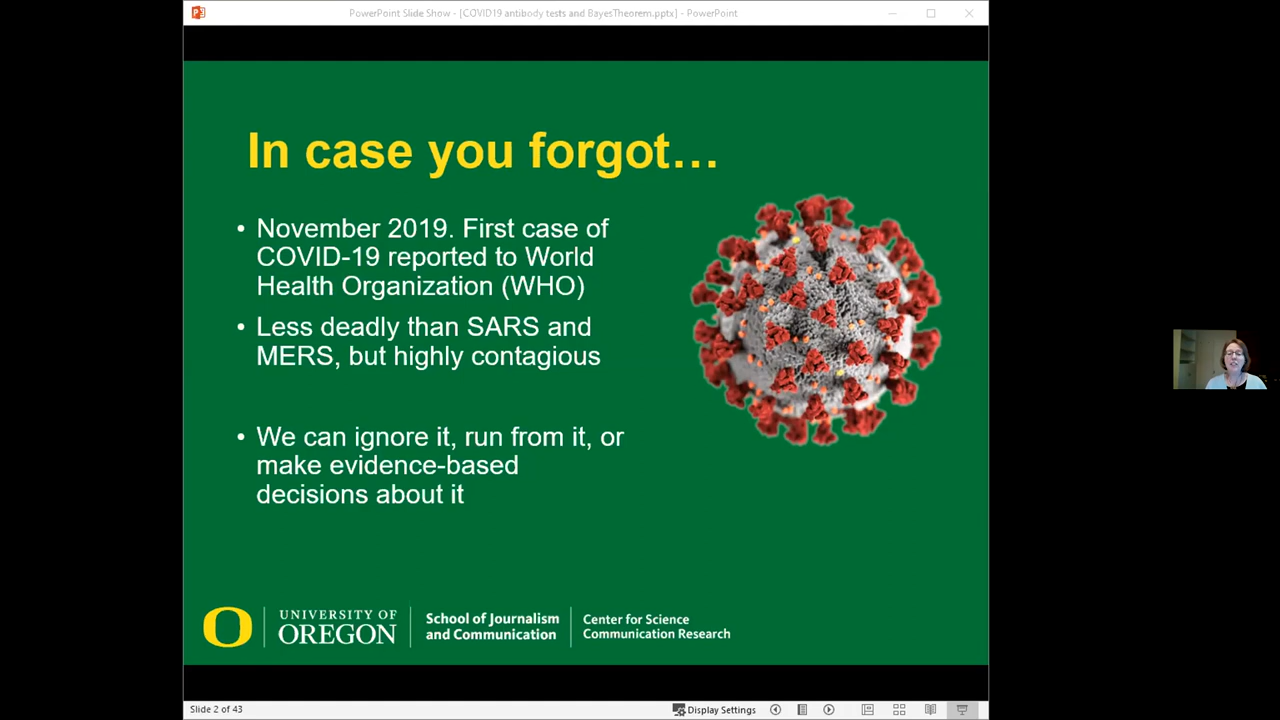 PowerPoint Slide Show - [COVID19 antibody tests and BayesTheorem.pptx] - PowerPoint
In case you forgot…
• November 2019. First case of
COVID-19 reported to World
Health Organization (WHO)
• Less deadly than SARS and
MERS, but highly contagious
• We can ignore it, run from it, or
make evidence-based
decisions about it
UNIVERSITY OF
OREGON
School of Journalism
and Communication
Center for Science
Communication Research
Slide 2 of 43
Display Settings